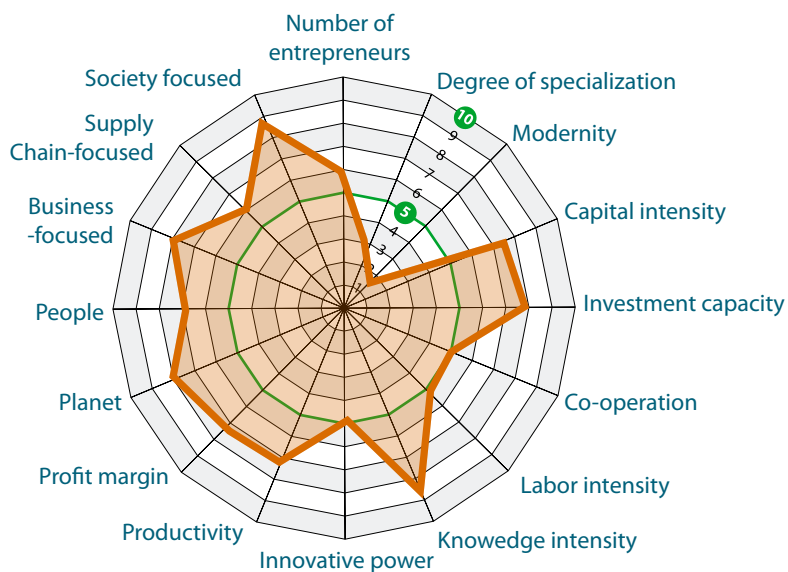 Number of
entrepreneurs
Degree of specialization
Modernity
Capital intensity
Investment capacity
Co-operation
Labor intensity
Knowedge intensity
Innovative power
Productivity
Profit margin
Planet
People
Business
-focused
Supply
Chain-focused
Society focused
10
9
8
7
6
5
4
3
2
1